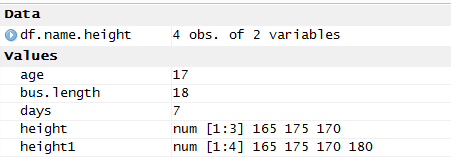 Data
df.name.height 4 obs. of 2 variables
Values
age 17
bus.length 18
days 7
height num [1:3] 165 175 170
height1 num [1:4] 165 175 170 180